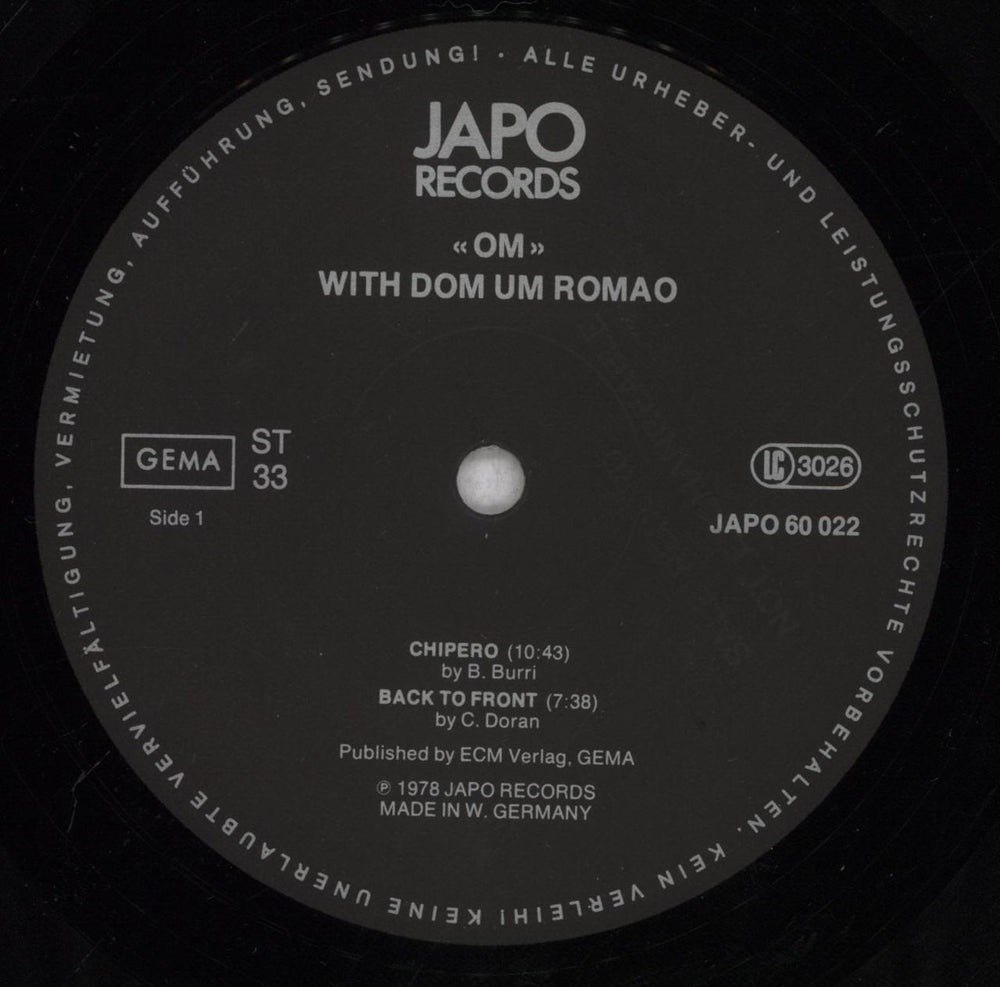 ALLE URHEBER- UND LEISTUNGSSCHUTZRECHTE VORBEHALTEN. KEIN VERLEIH! KEINE UNERLAUBTE VERVIELFÄLTIGUNG, VERMIETUNG, AUFFÜHRUNG, SENDUNG! ·
JAPO
RECORDS
«OM»
WITH DOM UM ROMAO
GEMA
ST
33
Side 1
LC 3026
JAPO 60 022
CHIPERO (10:43)
by B. Burri
BACK TO FRONT (7:38)
by C. Doran
Published by ECM Verlag, GEMA
℗ 1978 JAPO RECORDS
MADE IN W. GERMANY